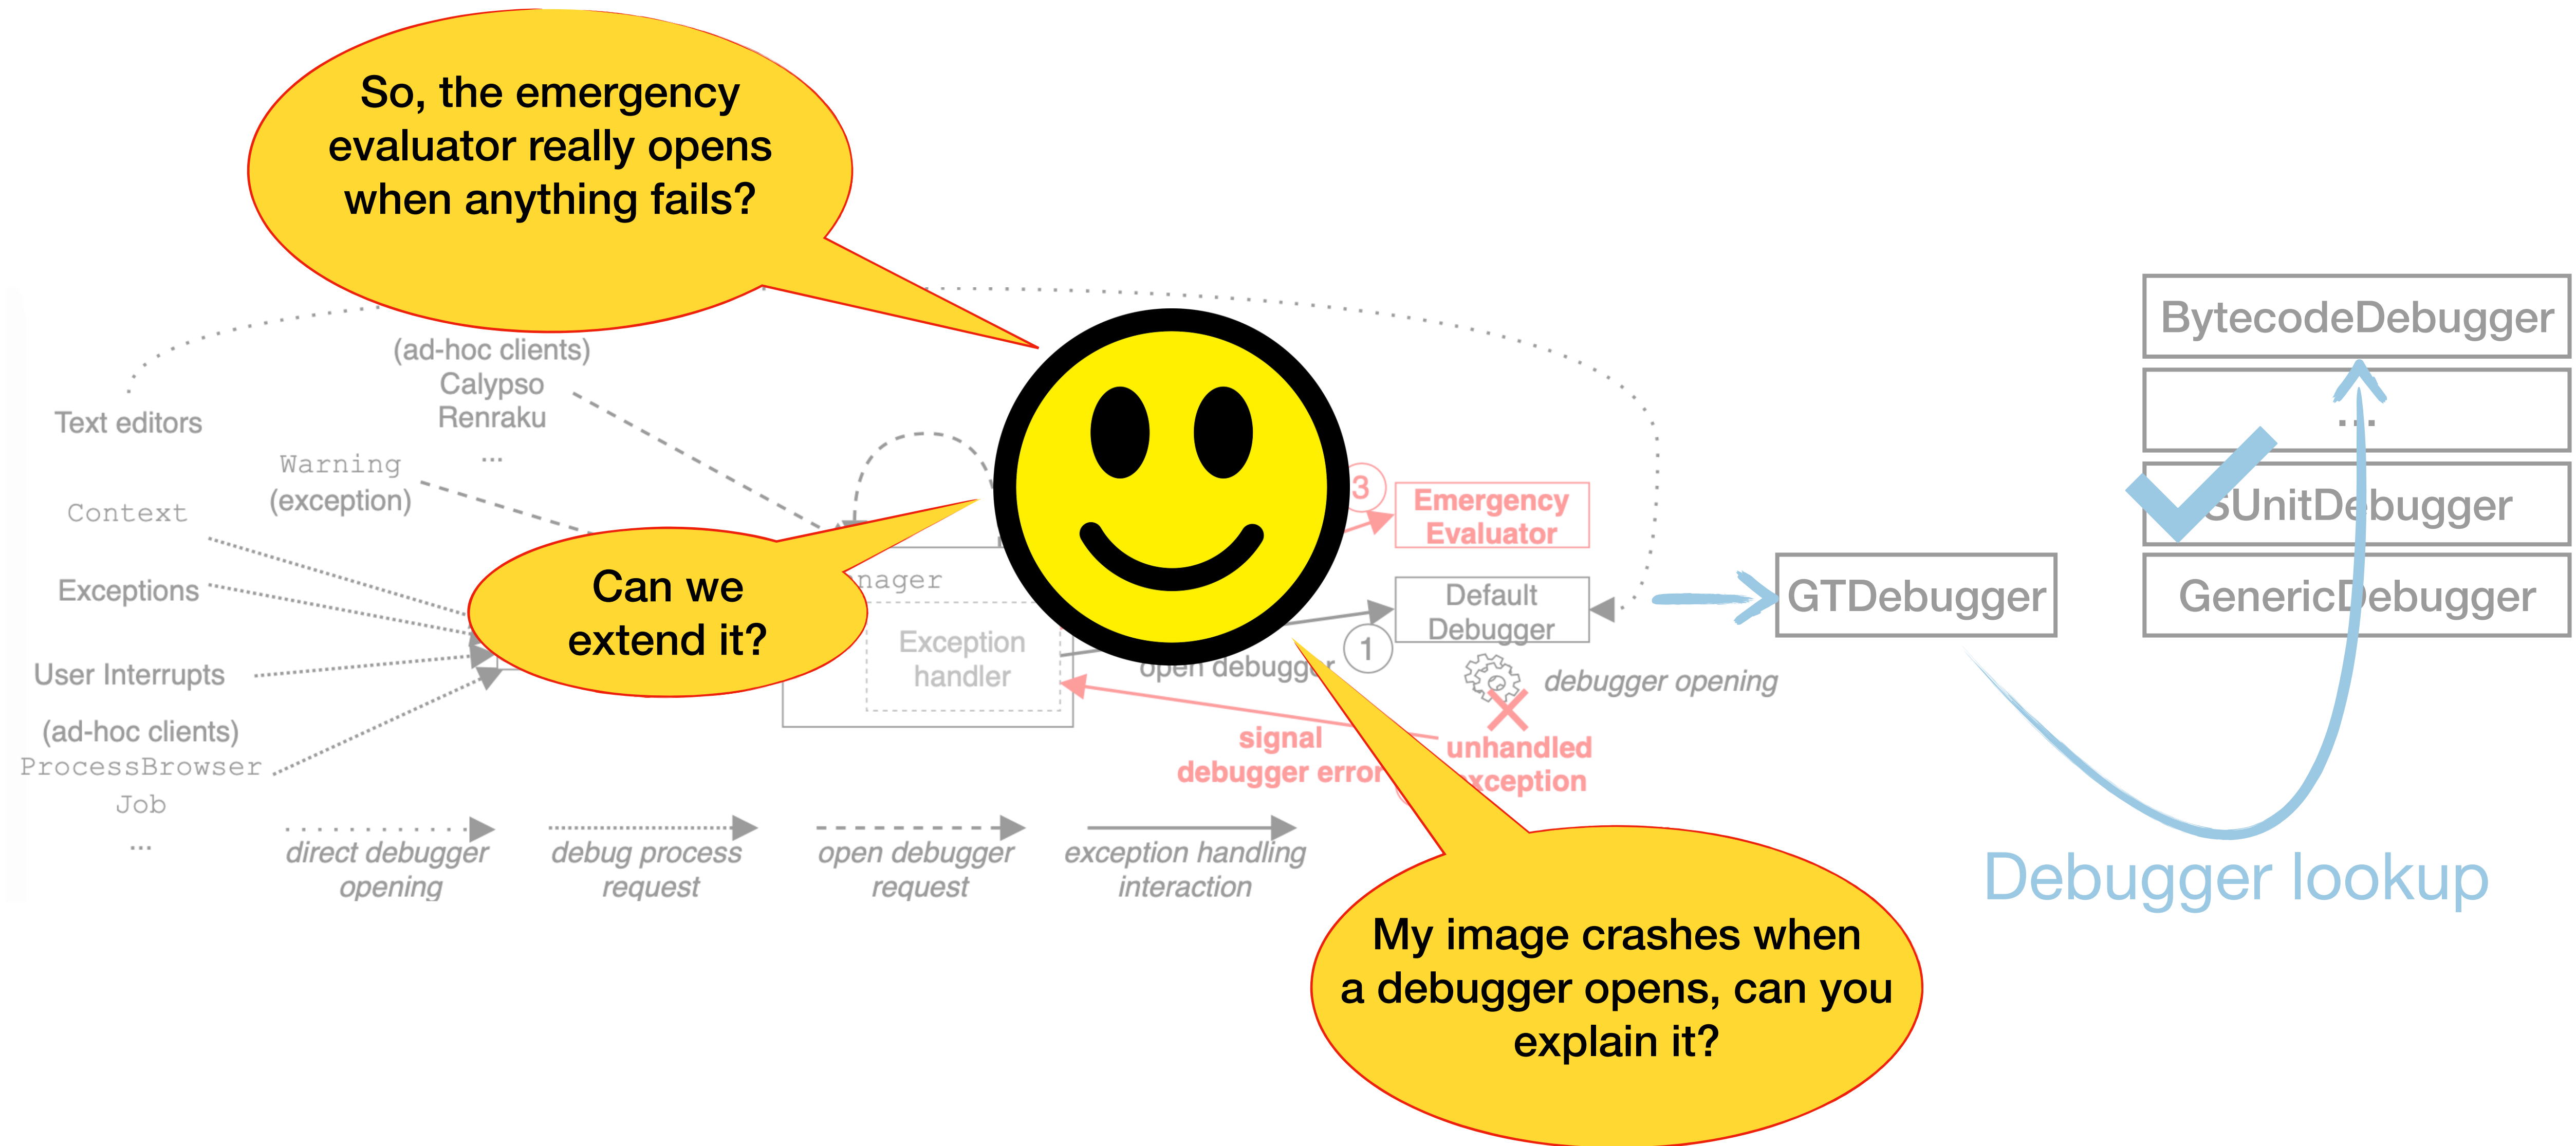 So, the emergency
evaluator really opens
when anything fails?
(ad-hoc clients)
Calypso
Renraku
...
Text editors
Warning
(exception)
Context
Exceptions
User Interrupts
(ad-hoc clients)
ProcessBrowser
Job
...
Can we
extend it?
Exception
handler
open debugger
1
3
Emergency
Evaluator
Default
Debugger
debugger opening
signal
debugger error
unhandled
GTDebugger
BytecodeDebugger
...
SUnitDebugger
GenericDebugger
Debugger lookup
direct debugger
opening
debug process
request
open debugger
request
exception handling
interaction
My image crashes when
a debugger opens, can you
explain it?